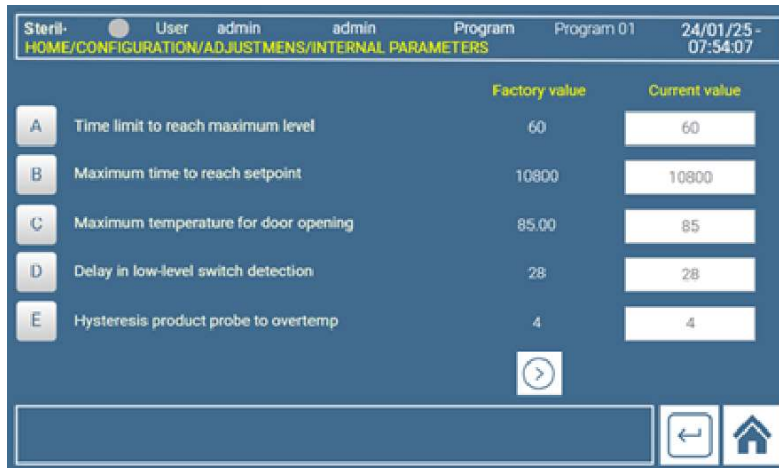 Steril- User admin admin Program Program 01 24/01/25 -
HOME/CONFIGURATION/ADJUSTMENS/INTERNAL PARAMETERS 07:54:07
Factory value Current value
A Time limit to reach maximum level 60 60
B Maximum time to reach setpoint 10800 10800
C Maximum temperature for door opening 85.00 85
D Delay in low-level switch detection 28 28
E Hysteresis product probe to overtemp 4 4